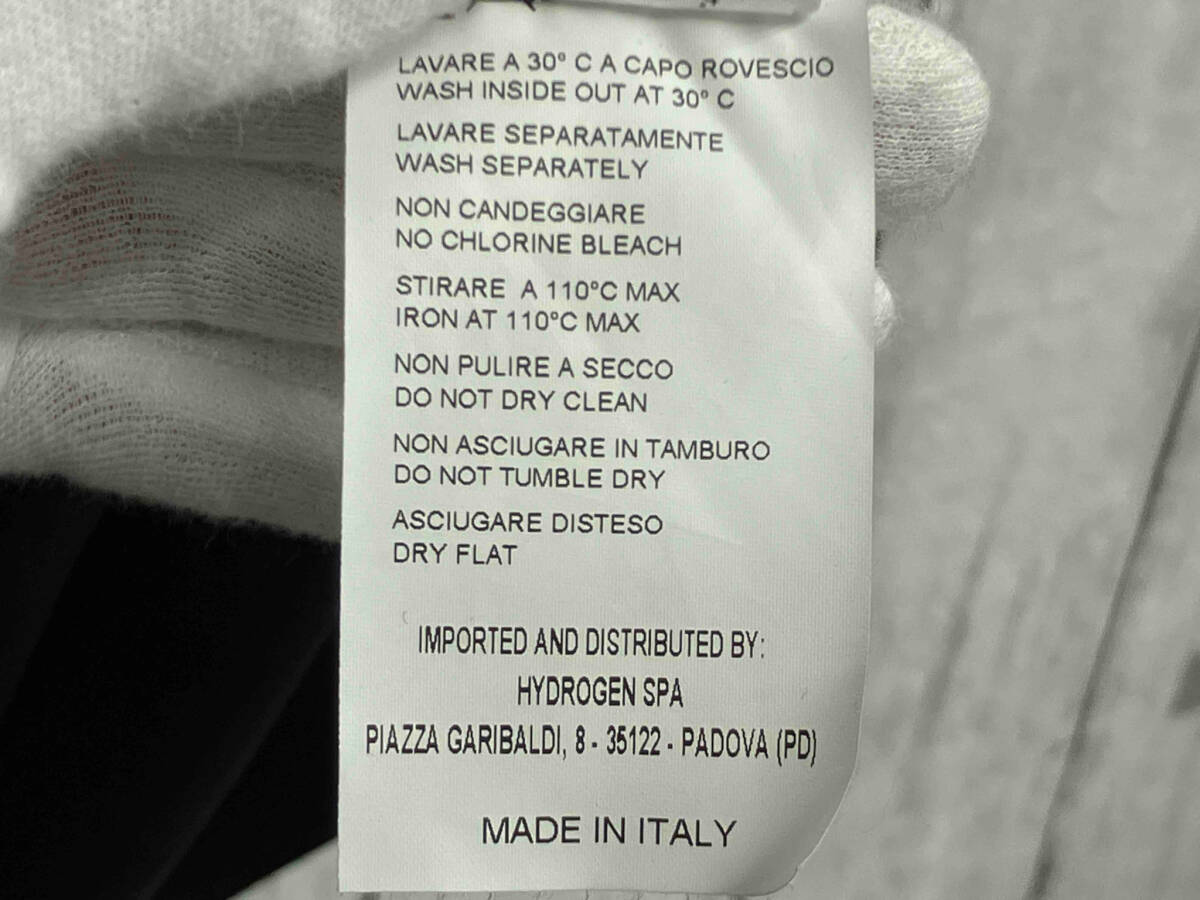 LAVARE A 30° C A CAPO ROVESCIO
WASH INSIDE OUT AT 30° C
LAVARE SEPARATAMENTE
WASH SEPARATELY
NON CANDEGGIARE
NO CHLORINE BLEACH
STIRARE A 110°C MAX
IRON AT 110°C MAX
NON PULIRE A SECCO
DO NOT DRY CLEAN
NON ASCIUGARE IN TAMBURO
DO NOT TUMBLE DRY
ASCIUGARE DISTESO
DRY FLAT
IMPORTED AND DISTRIBUTED BY:
HYDROGEN SPA
PIAZZA GARIBALDI, 8 - 35122 - PADOVA (PD)
MADE IN ITALY